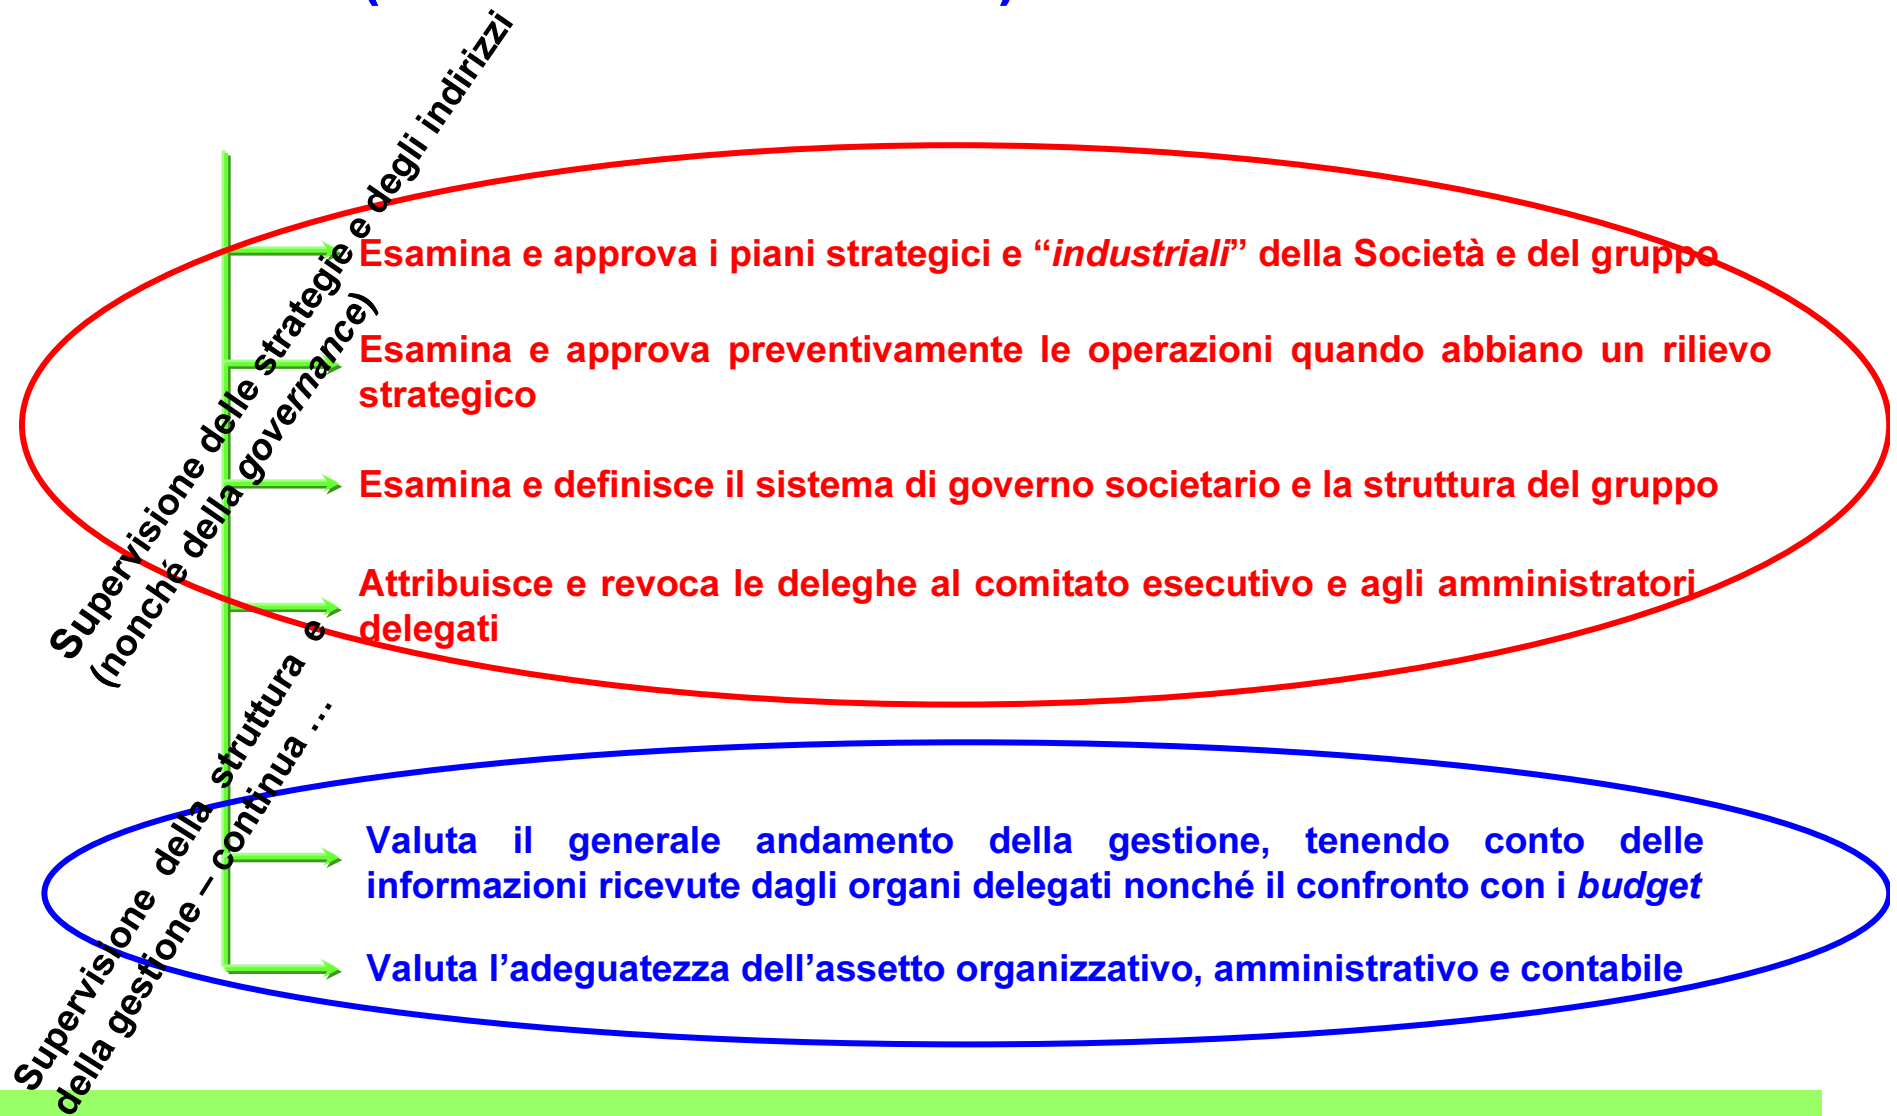 Supervisione delle strategie e degli indirizzi
(nonché della governance)
Esamina e approva i piani strategici e “industriali” della Società e del gruppo
Esamina e approva preventivamente le operazioni quando abbiano un rilievo
strategico
Esamina e definisce il sistema di governo societario e la struttura del gruppo
Attribuisce e revoca le deleghe al comitato esecutivo e agli amministratori
delegati
Supervisione della struttura e
della gestione – continua …
Valuta il generale andamento della gestione, tenendo conto delle
informazioni ricevute dagli organi delegati nonché il confronto con i budget
Valuta l’adeguatezza dell’assetto organizzativo, amministrativo e contabile